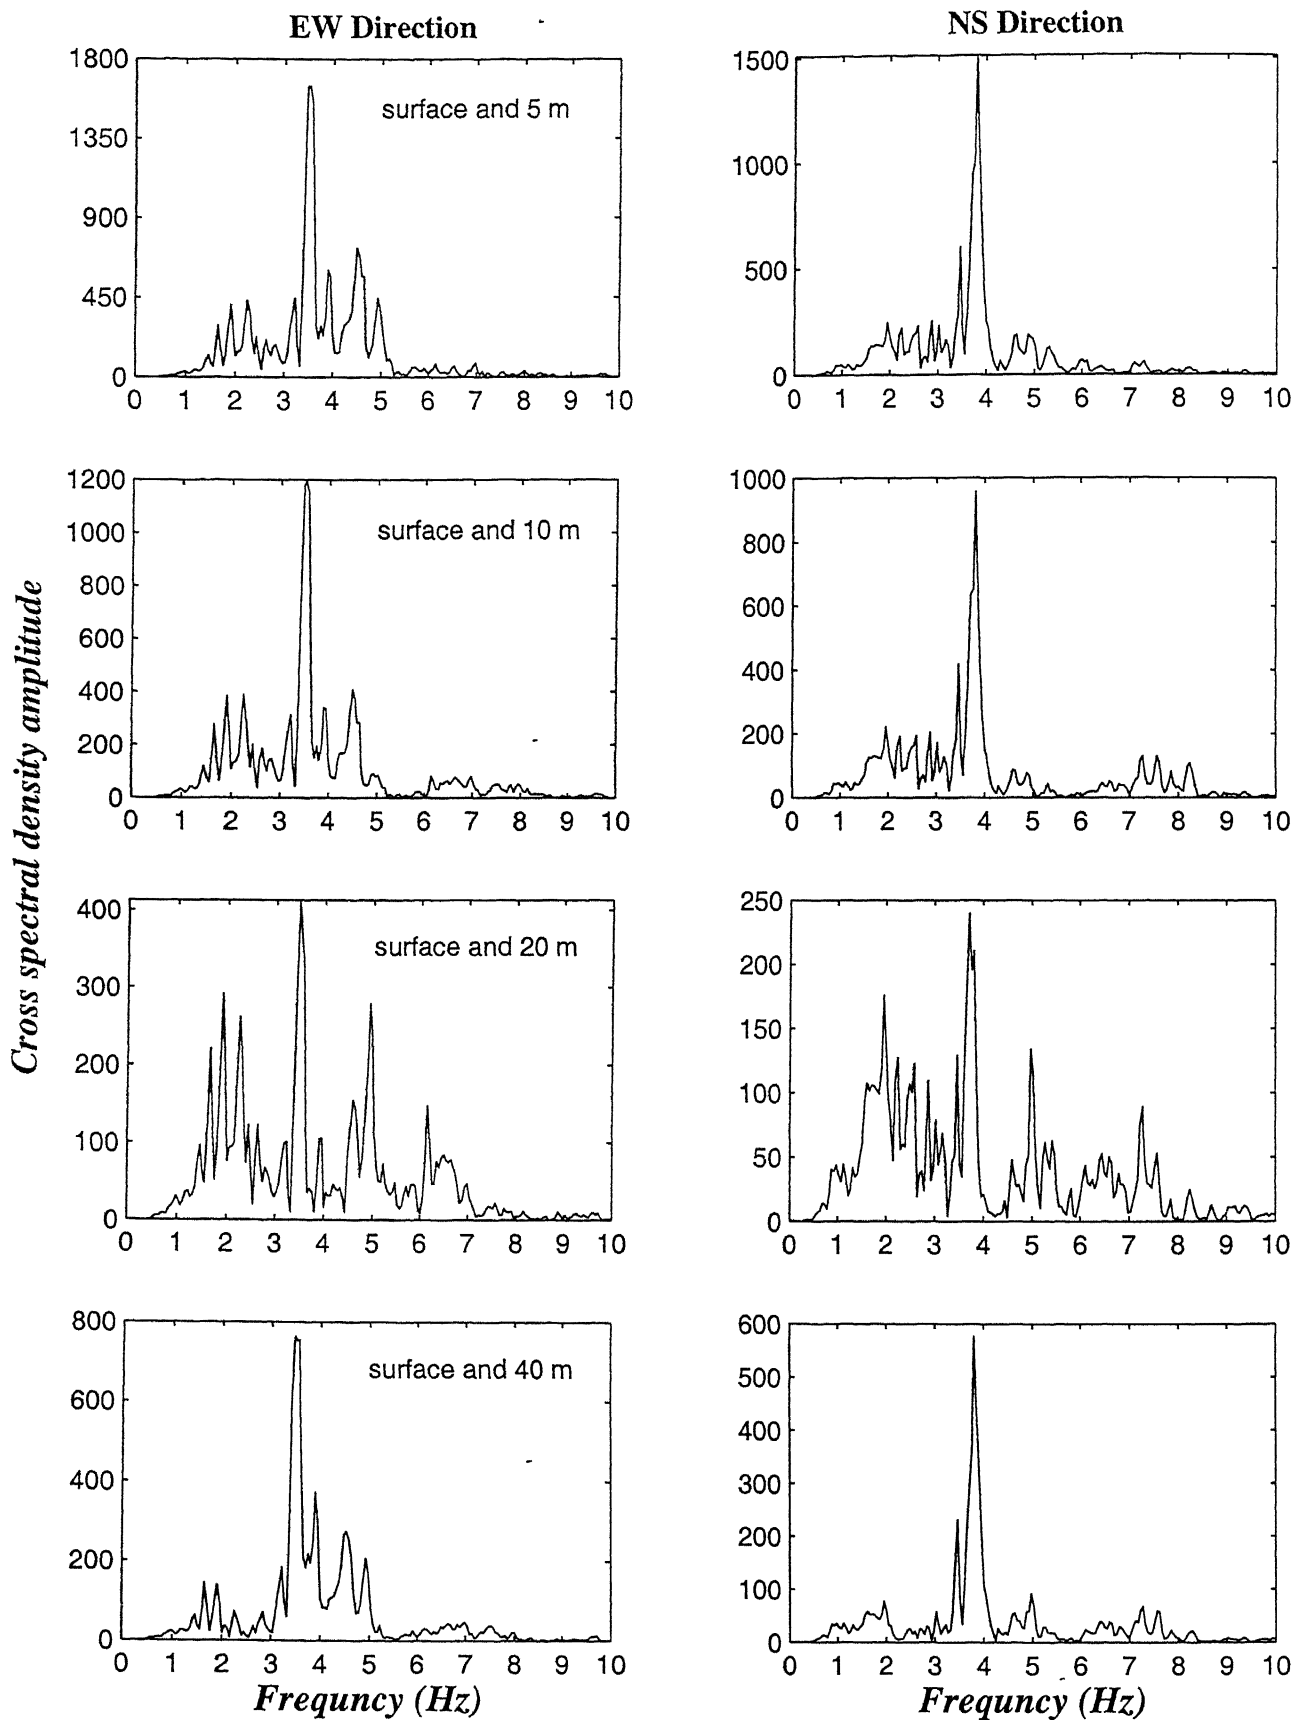 EW Direction
NS Direction
1800
1350
900
450
0
0 1 2 3 4 5 6 7 8 9 10
surface and 5 m
1500
1000
500
0
0 1 2 3 4 5 6 7 8 9 10
1200
1000
800
600
400
200
0
0 1 2 3 4 5 6 7 8 9 10
surface and 10 m
1000
800
600
400
200
0
0 1 2 3 4 5 6 7 8 9 10
Cross spectral density amplitude
400
300
200
100
0
0 1 2 3 4 5 6 7 8 9 10
surface and 20 m
250
200
150
100
50
0
0 1 2 3 4 5 6 7 8 9 10
800
600
400
200
0
0 1 2 3 4 5 6 7 8 9 10
surface and 40 m
600
500
400
300
200
100
0
0 1 2 3 4 5 6 7 8 9 10
Frequncy (Hz)
Frequncy (Hz)